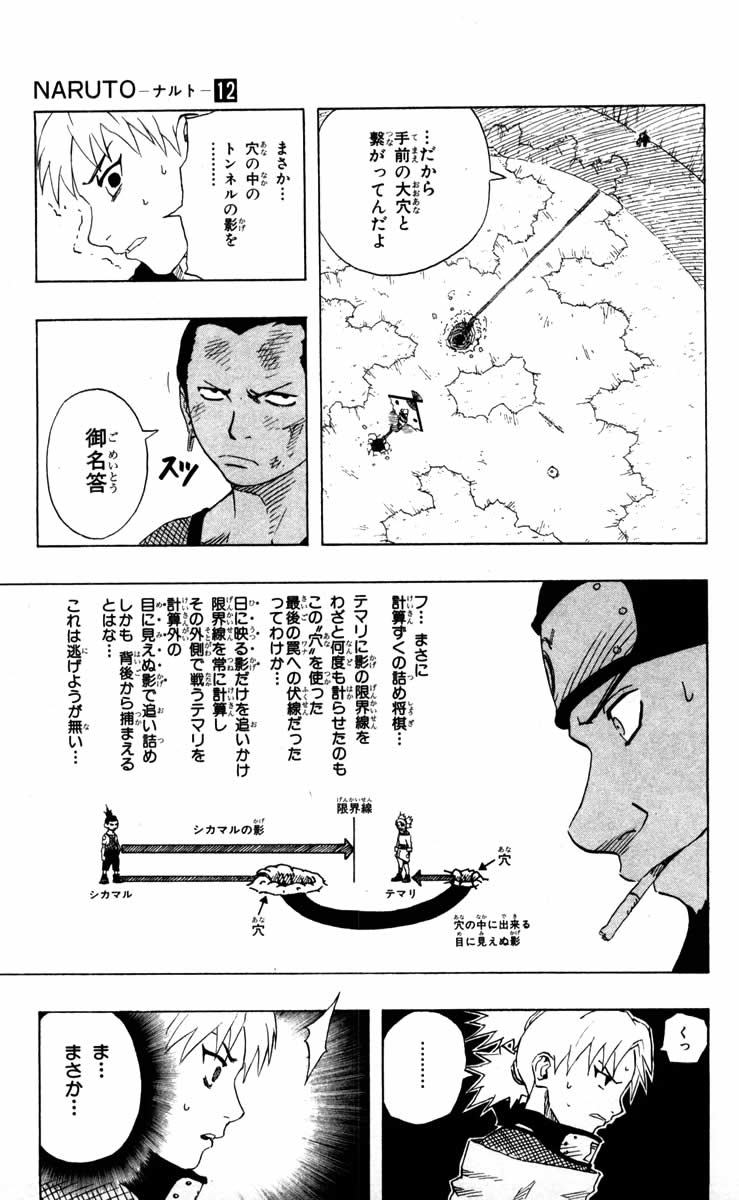 NARUTO—ナルト—12
…だから
手前の大穴と
繋がってんだよ
まさか…
穴の中の
トンネルの影を
…………
御名答
スッ
フ… まさに
計算ずくの詰め将棋…
テマリに影の限界線を
わざと何度も計らせたのも
この“穴”を使った
最後の罠への伏線だった
ってわけか…
日に映る影だけを追いかけ
限界線を常に計算し
その外側で戦うテマリを
計算外の
目に見えぬ影で追い詰め
しかも 背後から捕まえる
とはな…
これは逃げようが無い…
シカマルの影
限界線
穴
シカマル
テマリ
穴
穴の中に出来る
目に見えぬ影
くっ
………
ま…
まさか…